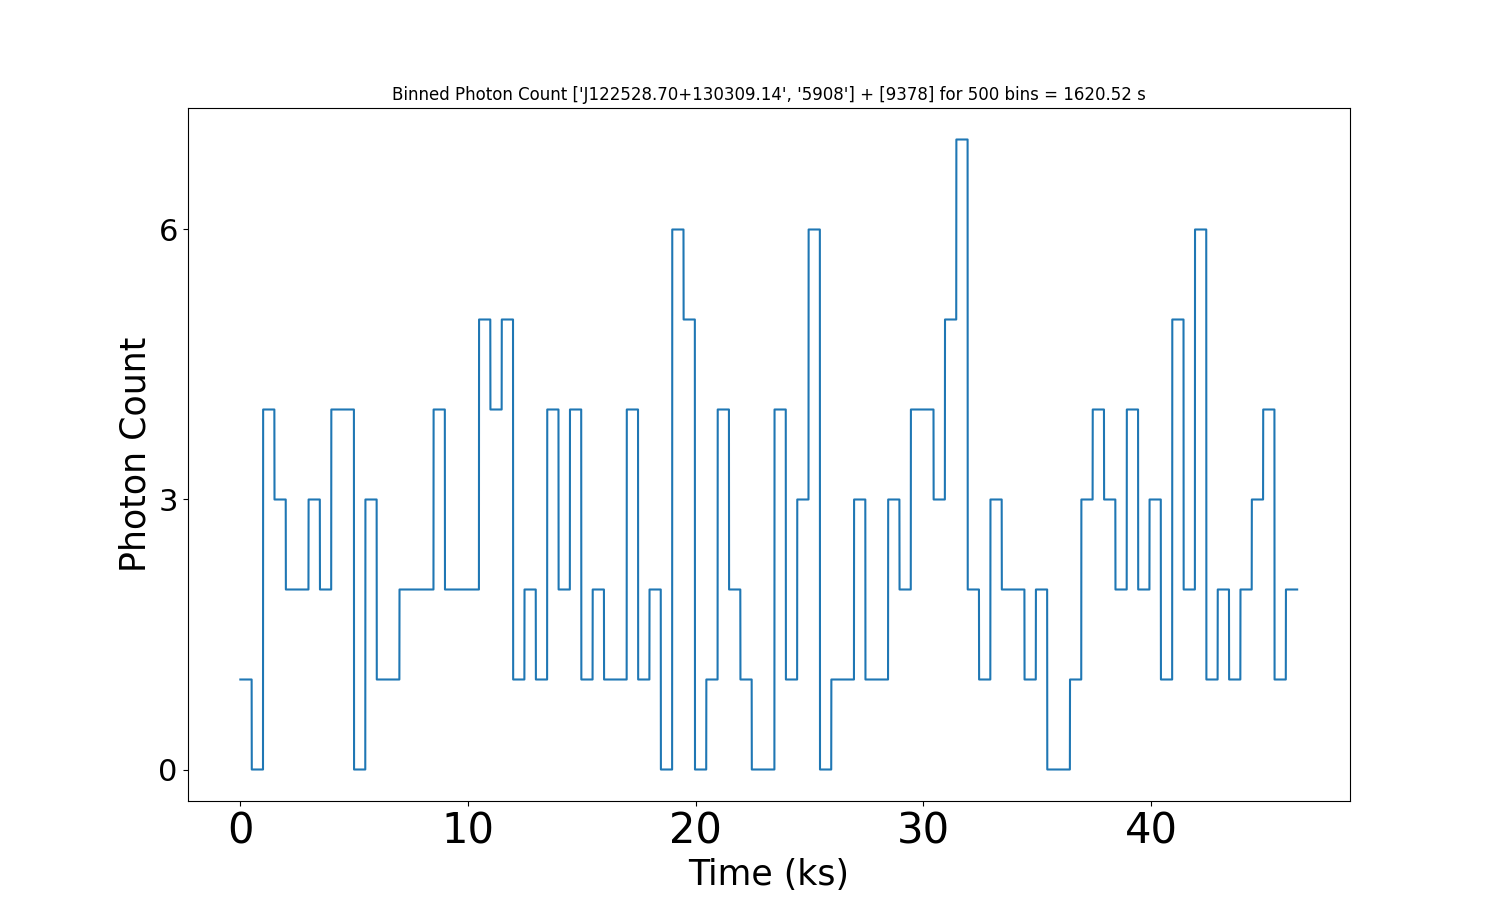 Binned Photon Count ['J122528.70+130309.14', '5908'] + [9378] for 500 bins = 1620.52 s
Photon Count
6
3
0
0 10 20 30 40
Time (ks)